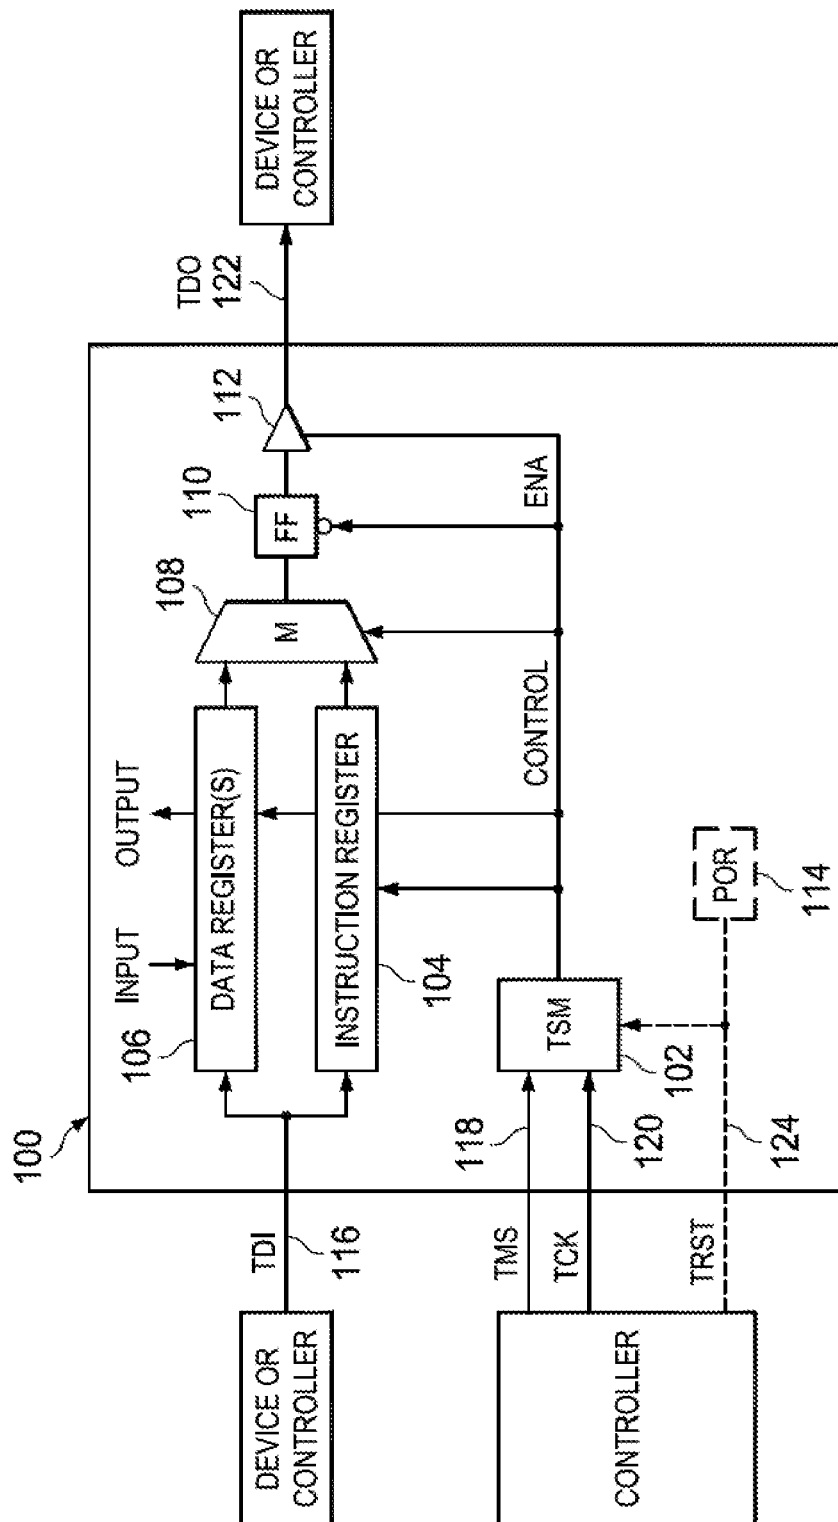 100
DEVICE OR
CONTROLLER
TDI
116
106
INPUT
OUTPUT
DATA REGISTER(S)
INSTRUCTION REGISTER
104
108
M
110
FF
112
TDO
122
DEVICE OR
CONTROLLER
CONTROL
ENA
CONTROLLER
TMS
118
TCK
120
TSM
102
TRST
124
POR
114